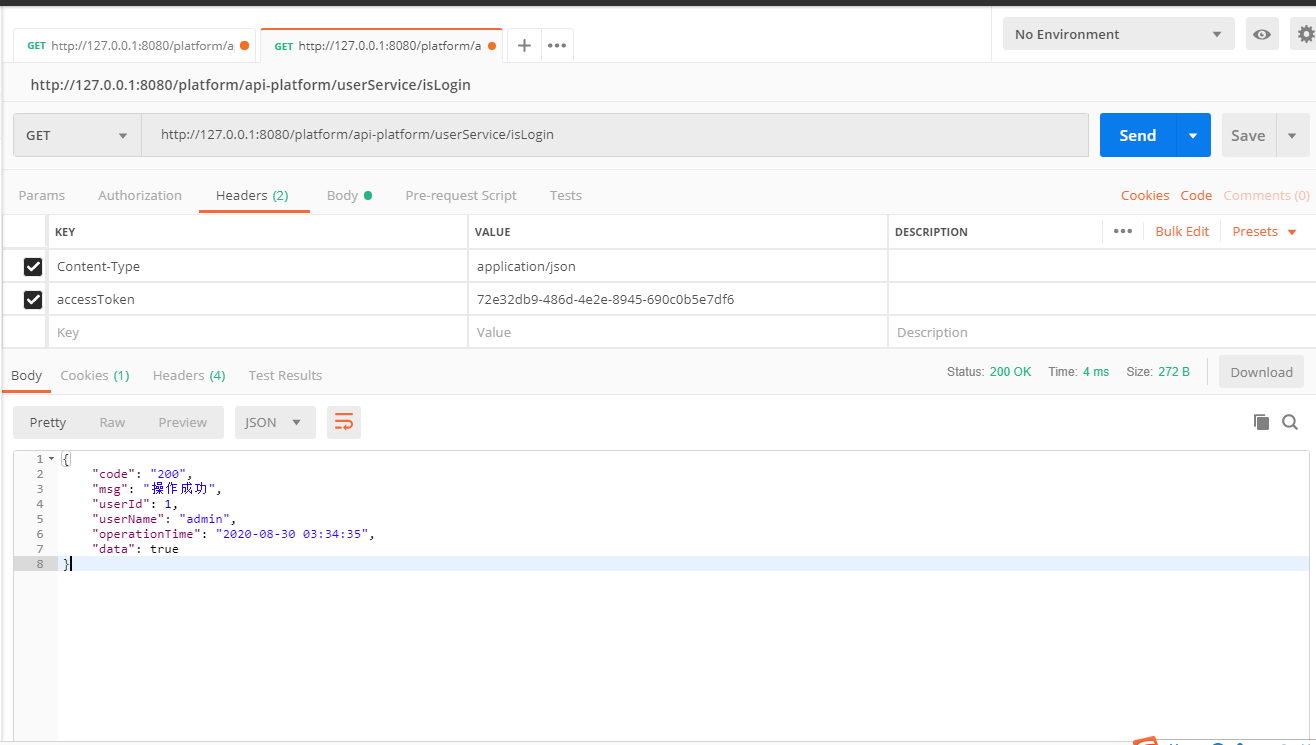 GET http://127.0.0.1:8080/platform/a GET http://127.0.0.1:8080/platform/a No Environment
http://127.0.0.1:8080/platform/api-platform/userService/isLogin
GET http://127.0.0.1:8080/platform/api-platform/userService/isLogin Send Save
Params Authorization Headers (2) Body Pre-request Script Tests Cookies Code Comments (0)
KEY VALUE DESCRIPTION Bulk Edit Presets
Content-Type application/json
accessToken 72e32db9-486d-4e2e-8945-690c0b5e7df6
Key Value Description
Body Cookies (1) Headers (4) Test Results Status: 200 OK Time: 4 ms Size: 272 B Download
Pretty Raw Preview JSON
1 {
2 "code": "200",
3 "msg": "操作成功",
4 "userId": 1,
5 "userName": "admin",
6 "operationTime": "2020-08-30 03:34:35",
7 "data": true
8 }